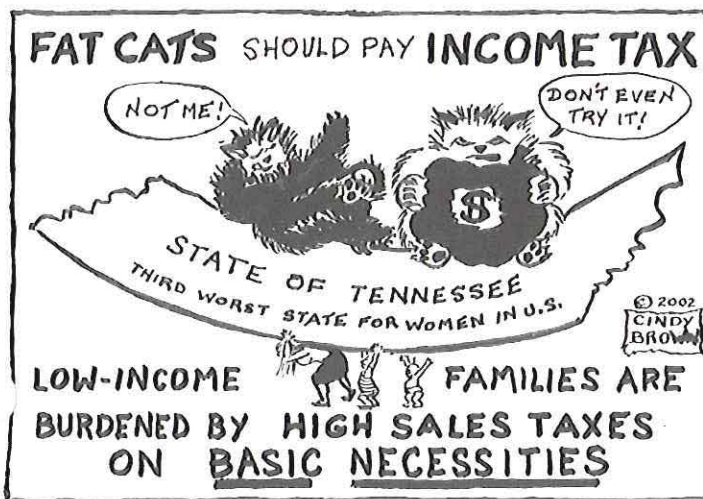 FAT CATS SHOULD PAY INCOME TAX
NOT ME!
DON'T EVEN
TRY IT!
$
STATE OF TENNESSEE
THIRD WORST STATE FOR WOMEN IN U.S.
© 2002
CINDY
BROWN
LOW-INCOME FAMILIES ARE
BURDENED BY HIGH SALES TAXES
ON BASIC NECESSITIES